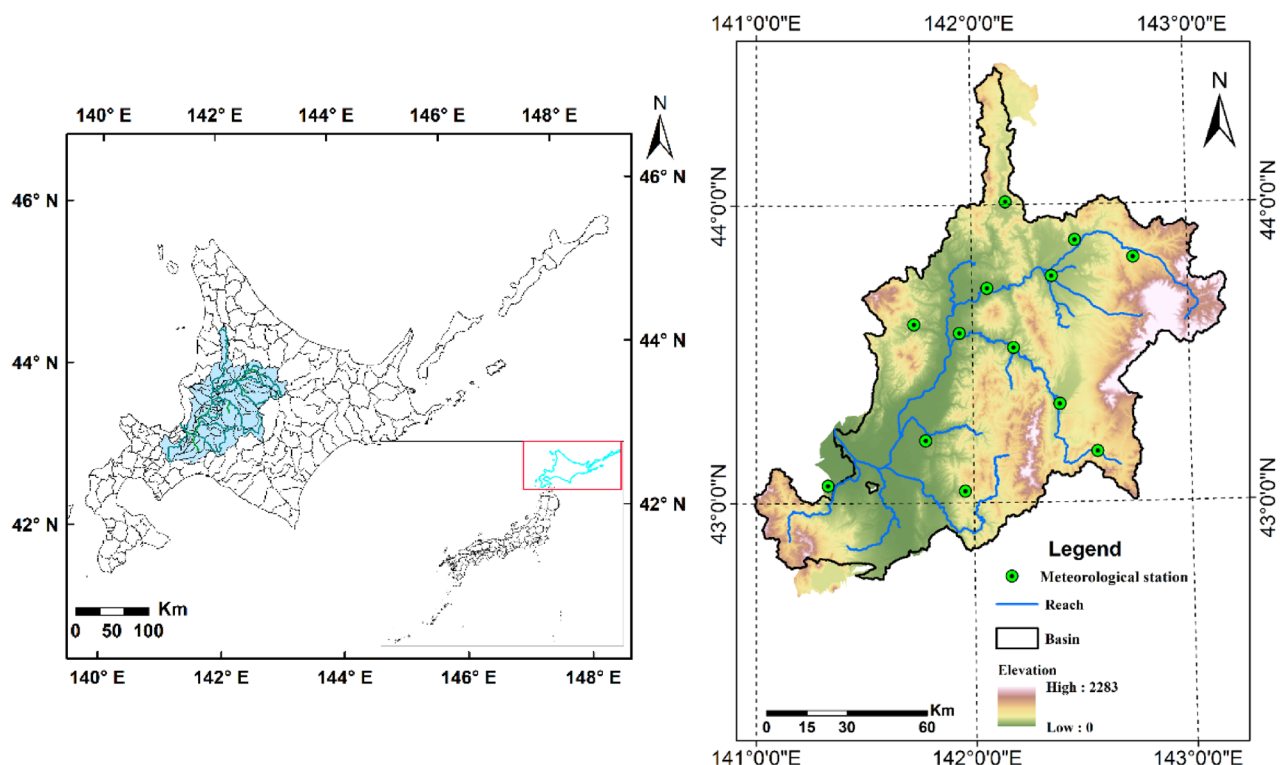 140° E 142° E 144° E 146° E 148° E
N
46° N 46° N
44° N 44° N
42° N 42° N
Km
0 50 100
140° E 142° E 144° E 146° E 148° E
141°0'0"E 142°0'0"E 143°0'0"E
N
44°0'0"N 44°0'0"N
43°0'0"N 43°0'0"N
Legend
Meteorological station
Reach
Basin
Elevation
High : 2283
Low : 0
Km
0 15 30 60
141°0'0"E 142°0'0"E 143°0'0"E